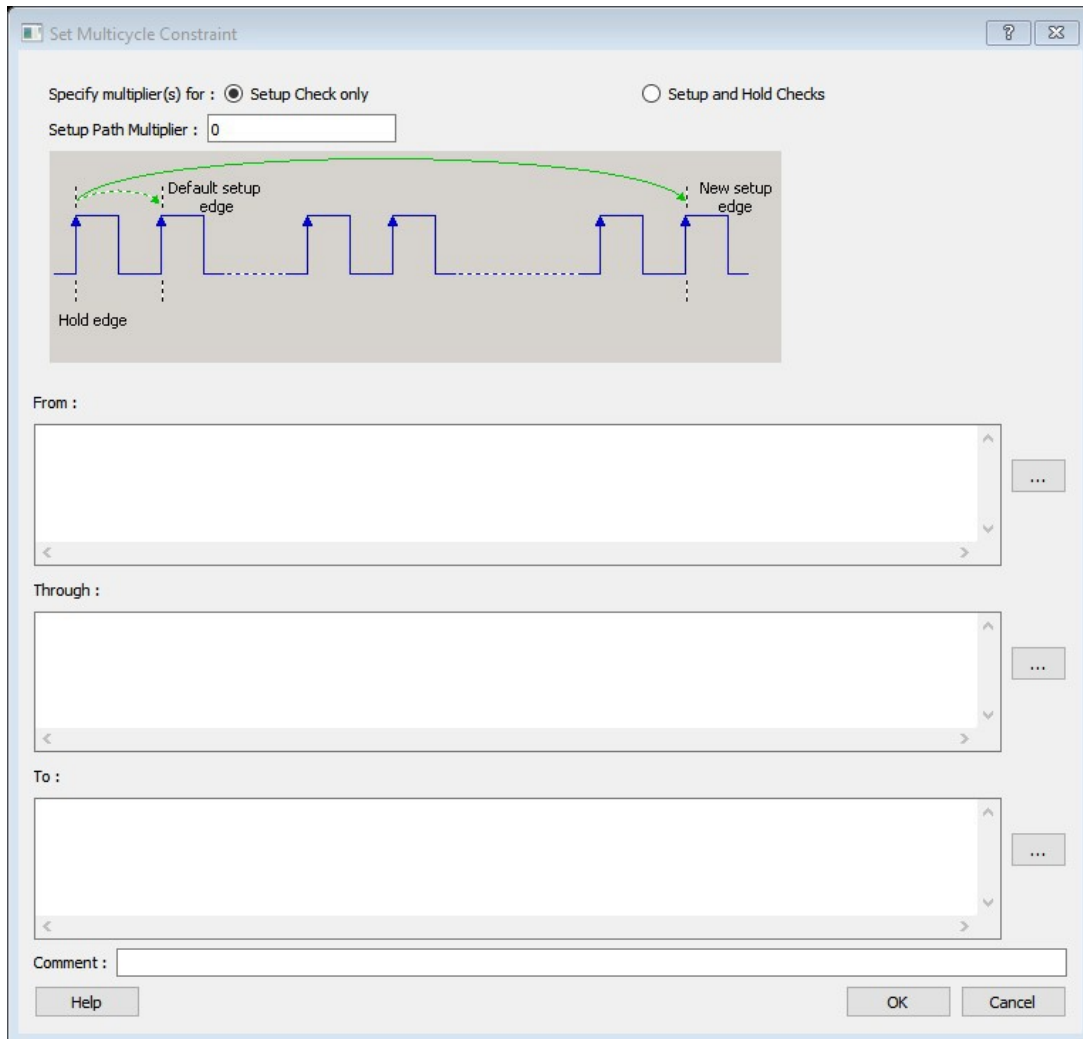 Set Multicycle Constraint
Specify multiplier(s) for : Setup Check only Setup and Hold Checks
Setup Path Multiplier : 0
Default setup
edge
New setup
edge
Hold edge
From :
...
Through :
...
To :
...
Comment :
Help OK Cancel